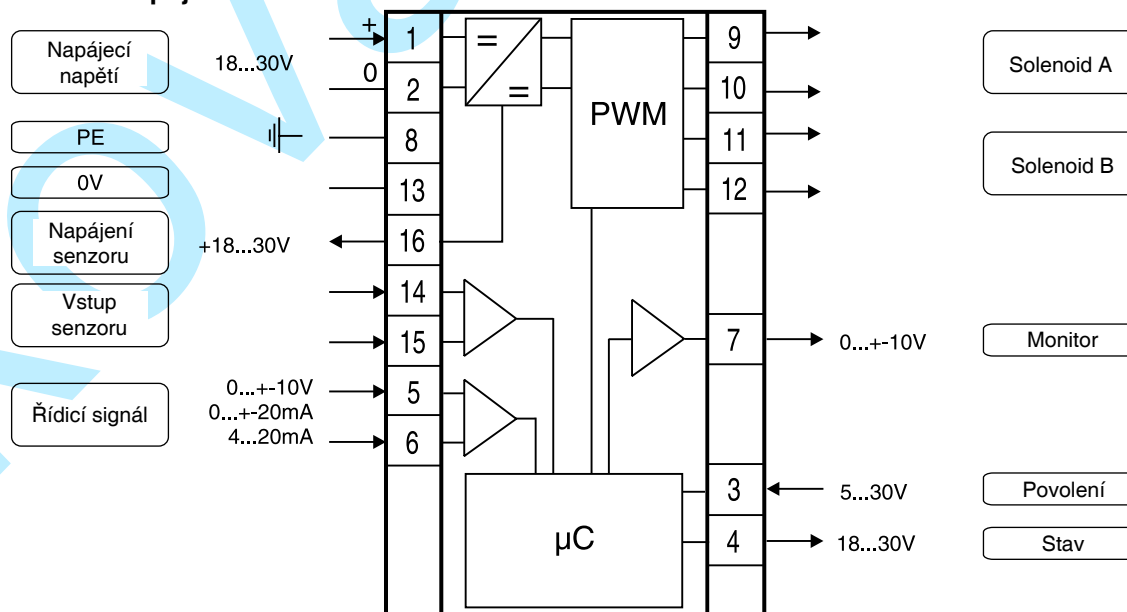 Napájecí
napětí
18...30V
+
0
1
2
=
=
PWM
9
10
11
12
Solenoid A
Solenoid B
PE
8
0V
13
Napájení
senzoru
+18...30V
16
Vstup
senzoru
14
15
Řídicí signál
0...+-10V
0...+-20mA
4...20mA
5
6
7
0...+-10V
Monitor
µC
3
5...30V
Povolení
4
18...30V
Stav